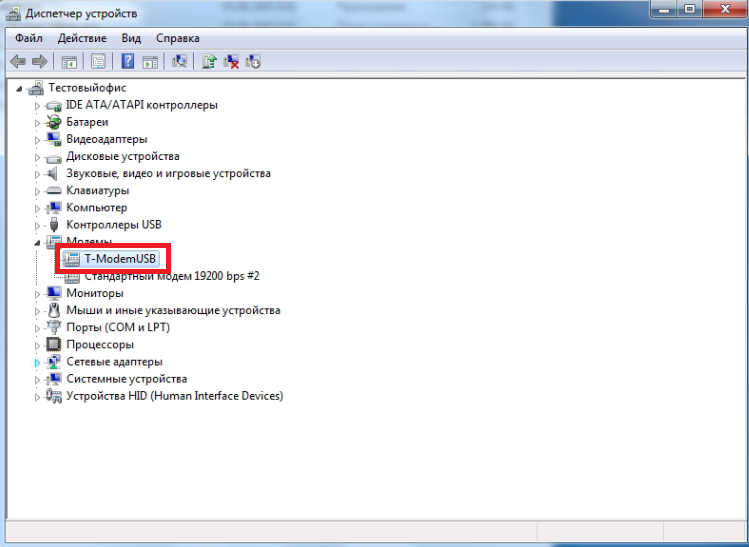 Диспетчер устройств
Файл Действие Вид Справка
Тестовыйофис
IDE ATA/ATAPI контроллеры
Батареи
Видеоадаптеры
Дисковые устройства
Звуковые, видео и игровые устройства
Клавиатуры
Компьютер
Контроллеры USB
Модемы
T-ModemUSB
Стандартный модем 19200 bps #2
Мониторы
Мыши и иные указывающие устройства
Порты (COM и LPT)
Процессоры
Сетевые адаптеры
Системные устройства
Устройства HID (Human Interface Devices)